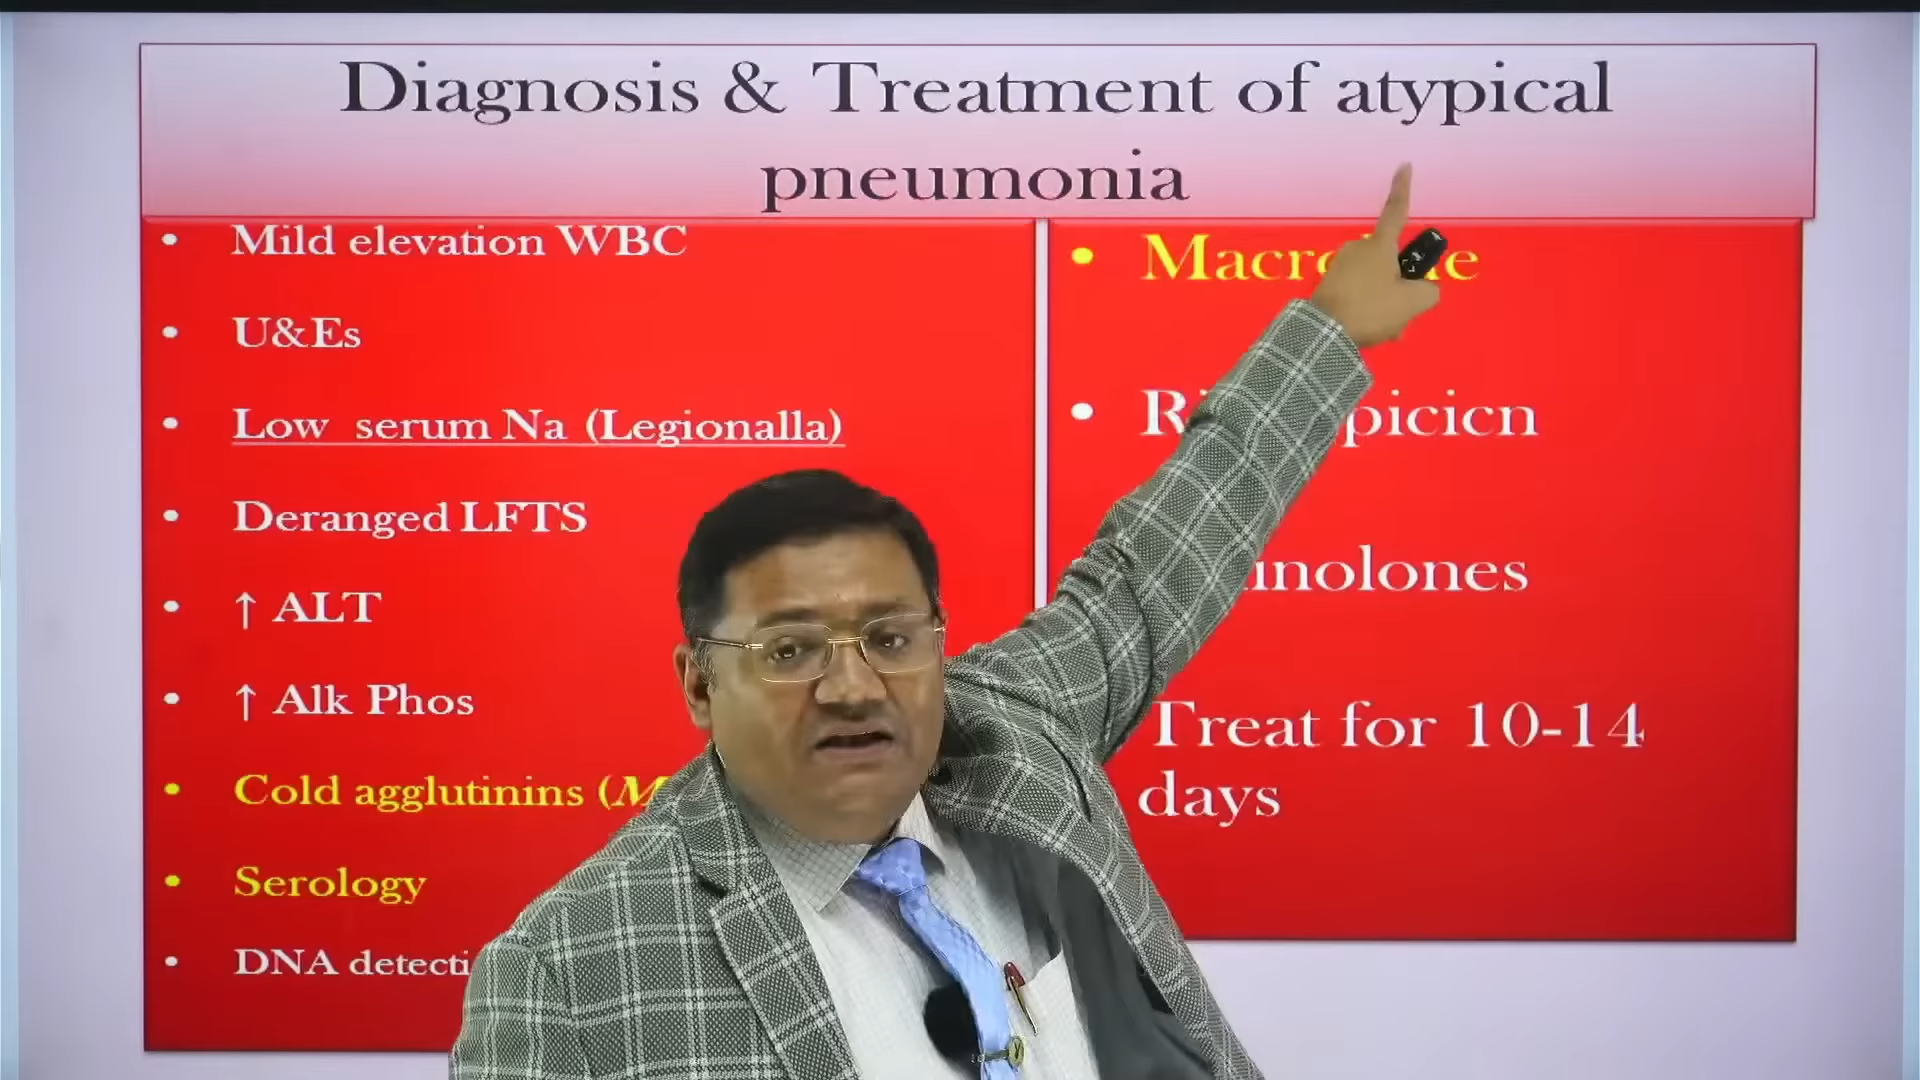 Diagnosis & Treatment of atypical
pneumonia
• Mild elevation WBC
• U&Es
• Low serum Na (Legionalla)
• Deranged LFTS
• ↑ ALT
• ↑ Alk Phos
• Cold agglutinins (
• Serology
• DNA
•
•
Treat for 10-14
days